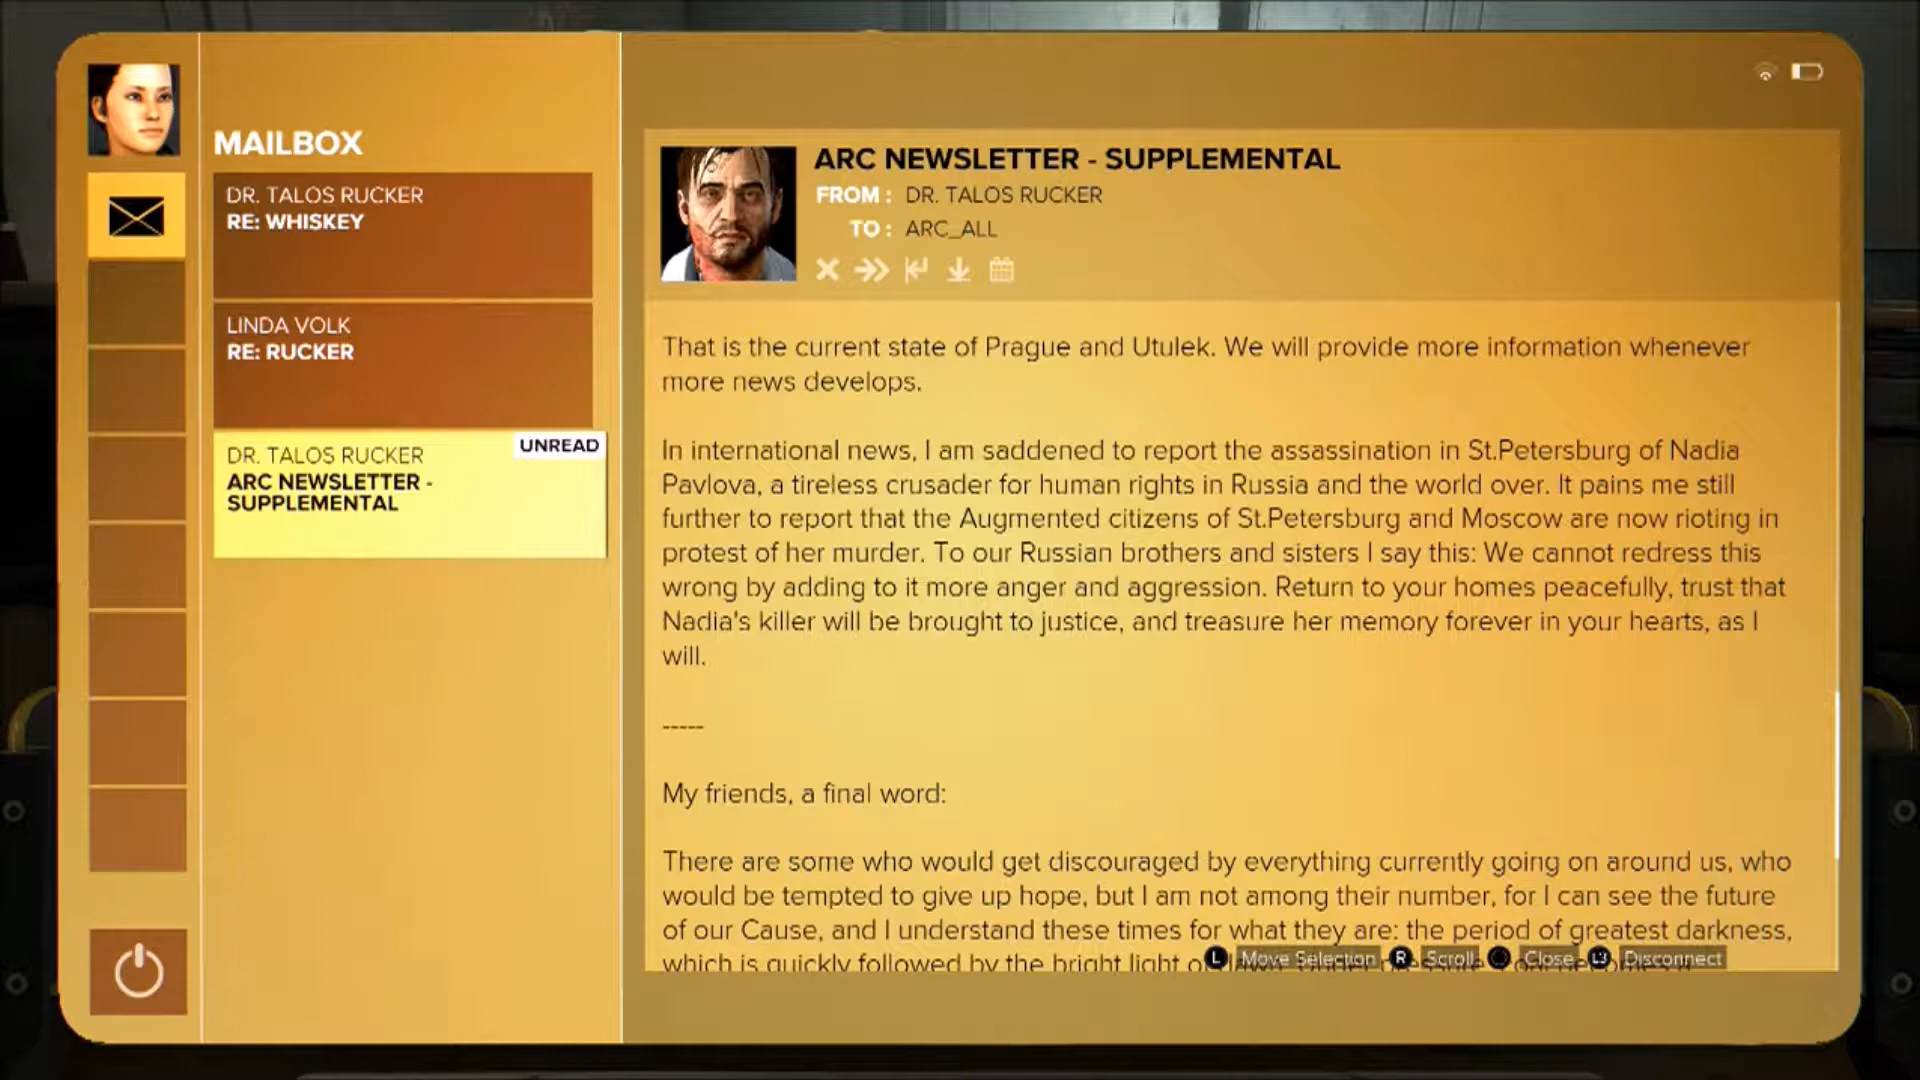 MAILBOX
DR. TALOS RUCKER
RE: WHISKEY
LINDA VOLK
RE: RUCKER
DR. TALOS RUCKER
UNREAD
ARC NEWSLETTER -
SUPPLEMENTAL
ARC NEWSLETTER - SUPPLEMENTAL
FROM : DR. TALOS RUCKER
TO : ARC_ALL
That is the current state of Prague and Utulek. We will provide more information whenever
more news develops.
In international news, I am saddened to report the assassination in St.Petersburg of Nadia
Pavlova, a tireless crusader for human rights in Russia and the world over. It pains me still
further to report that the Augmented citizens of St.Petersburg and Moscow are now rioting in
protest of her murder. To our Russian brothers and sisters I say this: We cannot redress this
wrong by adding to it more anger and aggression. Return to your homes peacefully, trust that
Nadia's killer will be brought to justice, and treasure her memory forever in your hearts, as I
will.
-----
My friends, a final word:
There are some who would get discouraged by everything currently going on around us, who
would be tempted to give up hope, but I am not among their number, for I can see the future
of our Cause, and I understand these times for what they are: the period of greatest darkness,
which is quickly followed by the bright light
L Move Selection R Scroll Close L3 Disconnect